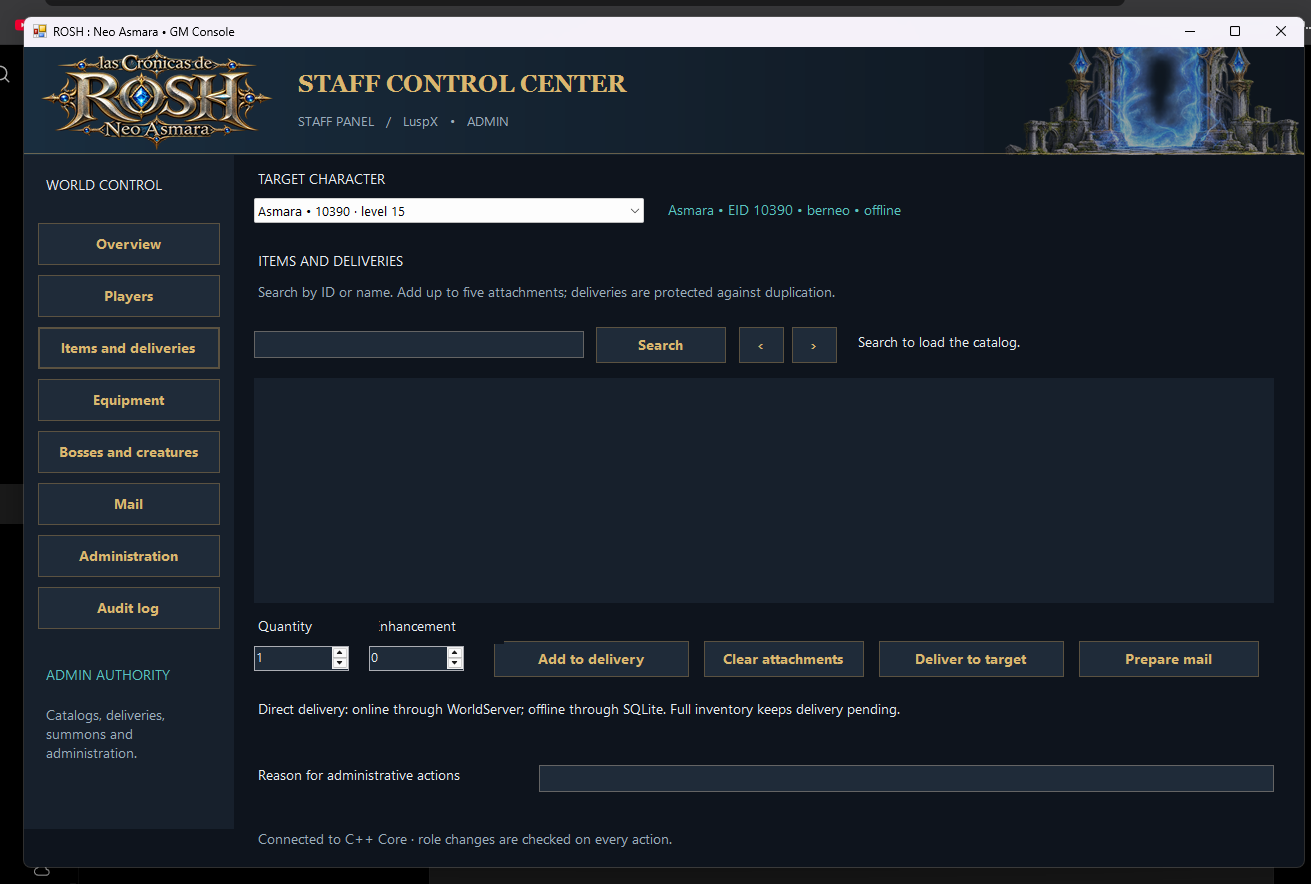 ROSH : Neo Asmara • GM Console
las Crónicas de
ROSH
Neo Asmara
STAFF CONTROL CENTER
STAFF PANEL / LuspX • ADMIN
WORLD CONTROL
Overview
Players
Items and deliveries
Equipment
Bosses and creatures
Mail
Administration
Audit log
ADMIN AUTHORITY
Catalogs, deliveries,
summons and
administration.
TARGET CHARACTER
Asmara • 10390 · level 15
Asmara • EID 10390 • berneo • offline
ITEMS AND DELIVERIES
Search by ID or name. Add up to five attachments; deliveries are protected against duplication.
Search < > Search to load the catalog.
Quantity nhancement
1 0 Add to delivery Clear attachments Deliver to target Prepare mail
Direct delivery: online through WorldServer; offline through SQLite. Full inventory keeps delivery pending.
Reason for administrative actions
Connected to C++ Core · role changes are checked on every action.